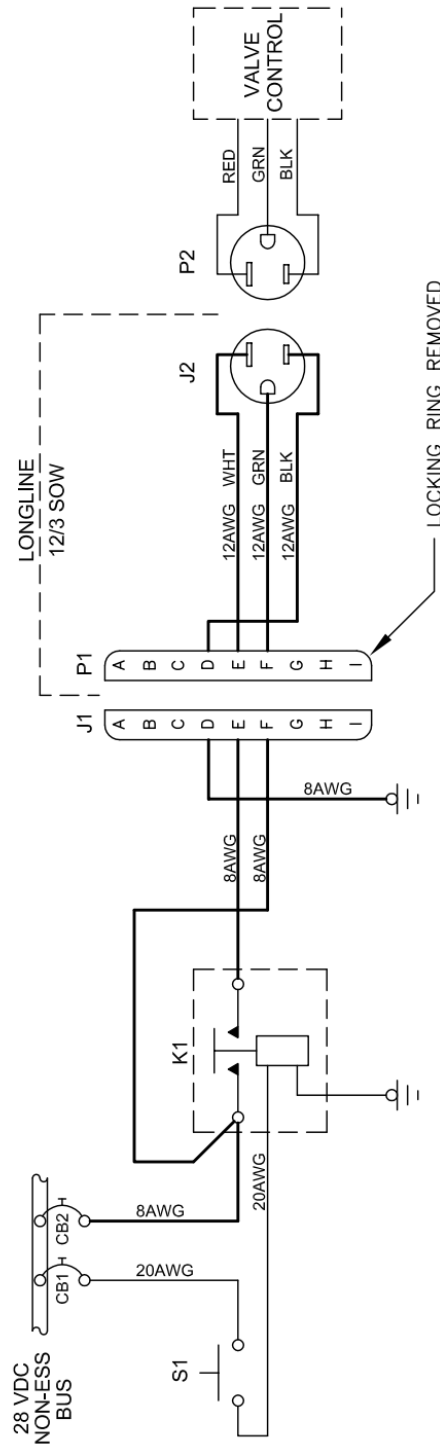 28 VDC
NON-ESS
BUS
CB1
CB2
20AWG
8AWG
S1
20AWG
K1
8AWG
8AWG
8AWG
J1
A
B
C
D
E
F
G
H
I
P1
A
B
C
D
E
F
G
H
I
LOCKING RING REMOVED
LONGLINE
12/3 SOW
12AWG WHT
12AWG GRN
12AWG BLK
J2
P2
RED
GRN
BLK
VALVE
CONTROL